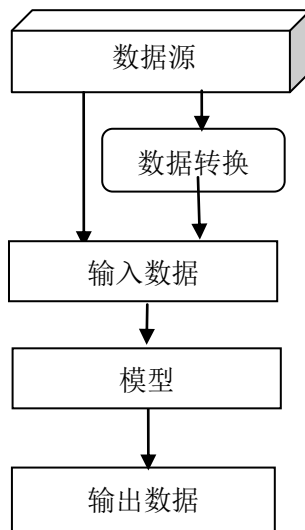 数据源
数据转换
输入数据
模型
输出数据